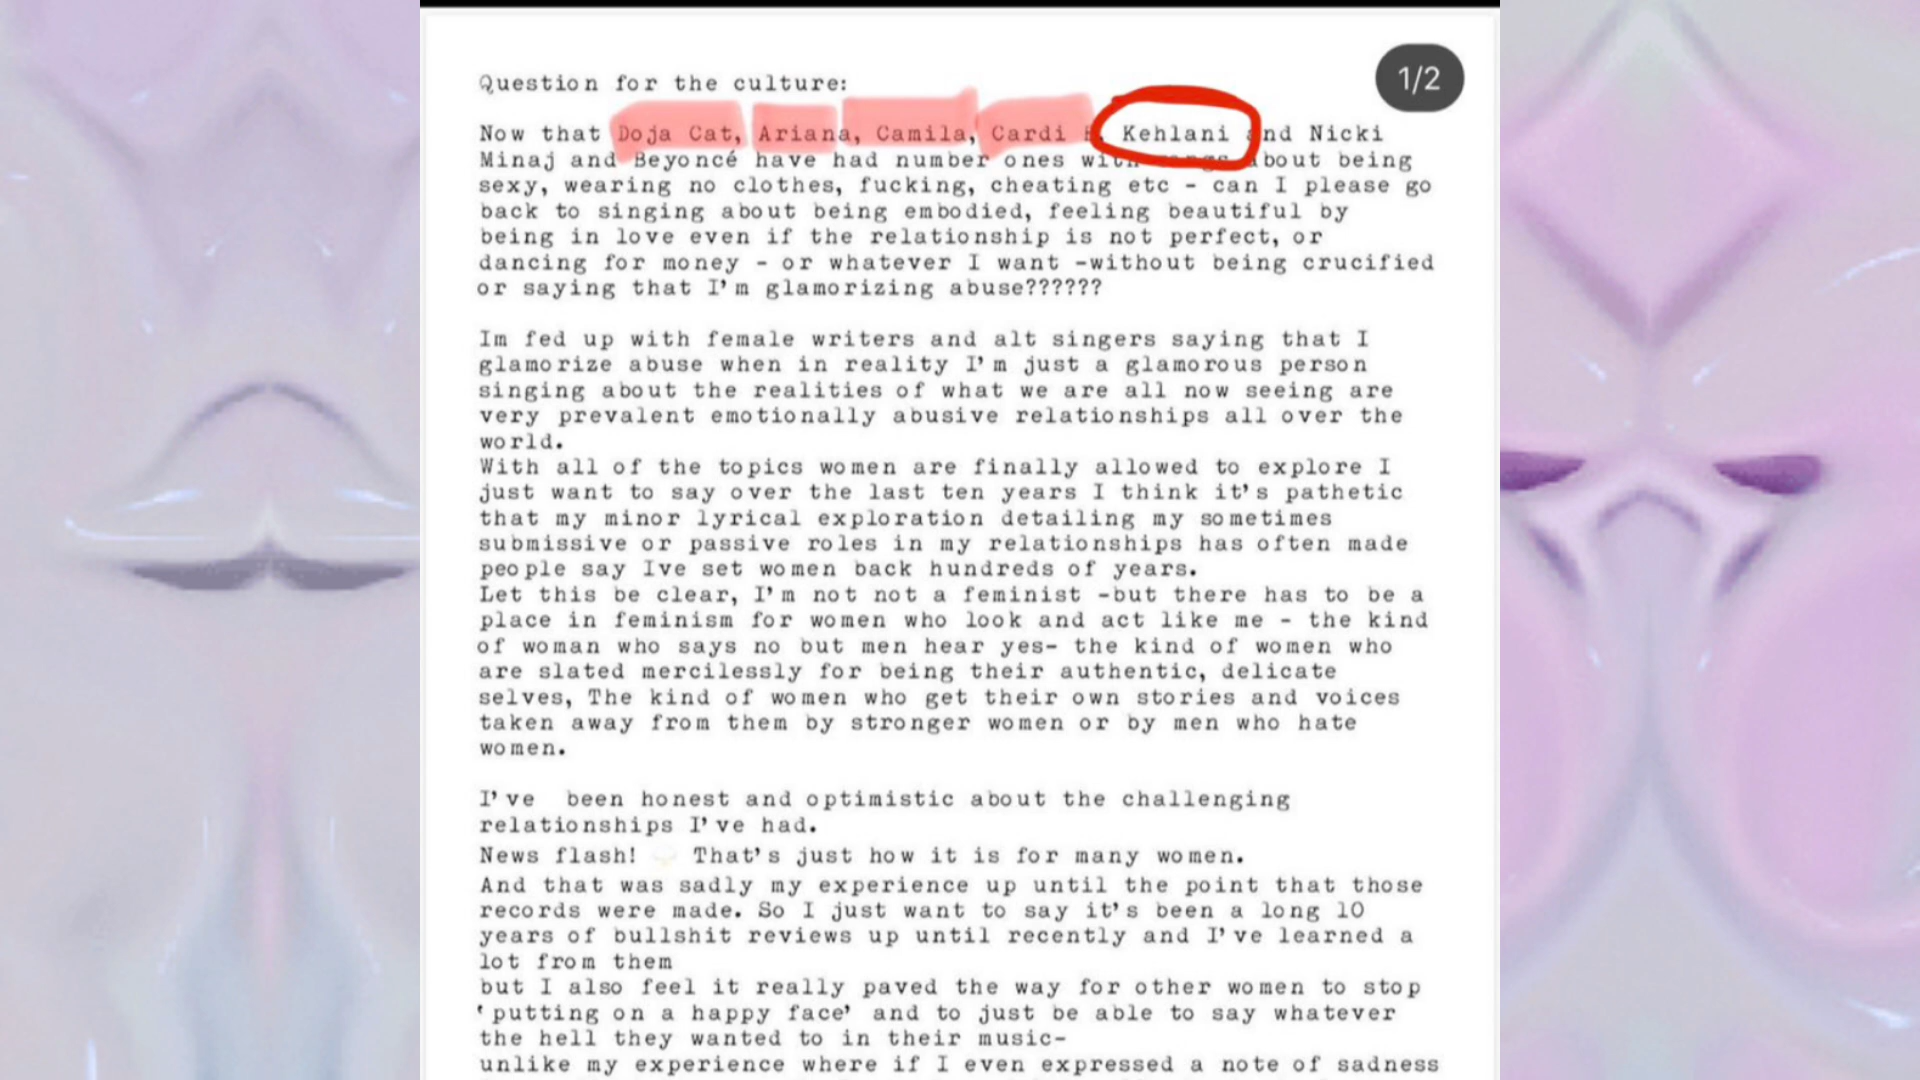 1/2
Question for the culture:
Now that Doja Cat, Ariana, Camila, Cardi B, Kehlani and Nicki
Minaj and Beyoncé have had number ones with songs about being
sexy, wearing no clothes, fucking, cheating etc - can I please go
back to singing about being embodied, feeling beautiful by
being in love even if the relationship is not perfect, or
dancing for money - or whatever I want -without being crucified
or saying that I'm glamorizing abuse??????
Im fed up with female writers and alt singers saying that I
glamorize abuse when in reality I'm just a glamorous person
singing about the realities of what we are all now seeing are
very prevalent emotionally abusive relationships all over the
world.
With all of the topics women are finally allowed to explore I
just want to say over the last ten years I think it's pathetic
that my minor lyrical exploration detailing my sometimes
submissive or passive roles in my relationships has often made
people say Ive set women back hundreds of years.
Let this be clear, I'm not not a feminist -but there has to be a
place in feminism for women who look and act like me - the kind
of woman who says no but men hear yes- the kind of women who
are slated mercilessly for being their authentic, delicate
selves, The kind of women who get their own stories and voices
taken away from them by stronger women or by men who hate
women.
I've been honest and optimistic about the challenging
relationships I've had.
News flash! That's just how it is for many women.
And that was sadly my experience up until the point that those
records were made. So I just want to say it's been a long 10
years of bullshit reviews up until recently and I've learned a
lot from them
but I also feel it really paved the way for other women to stop
'putting on a happy face' and to just be able to say whatever
the hell they wanted to in their music-
unlike my experience where if I even expressed a note of sadness